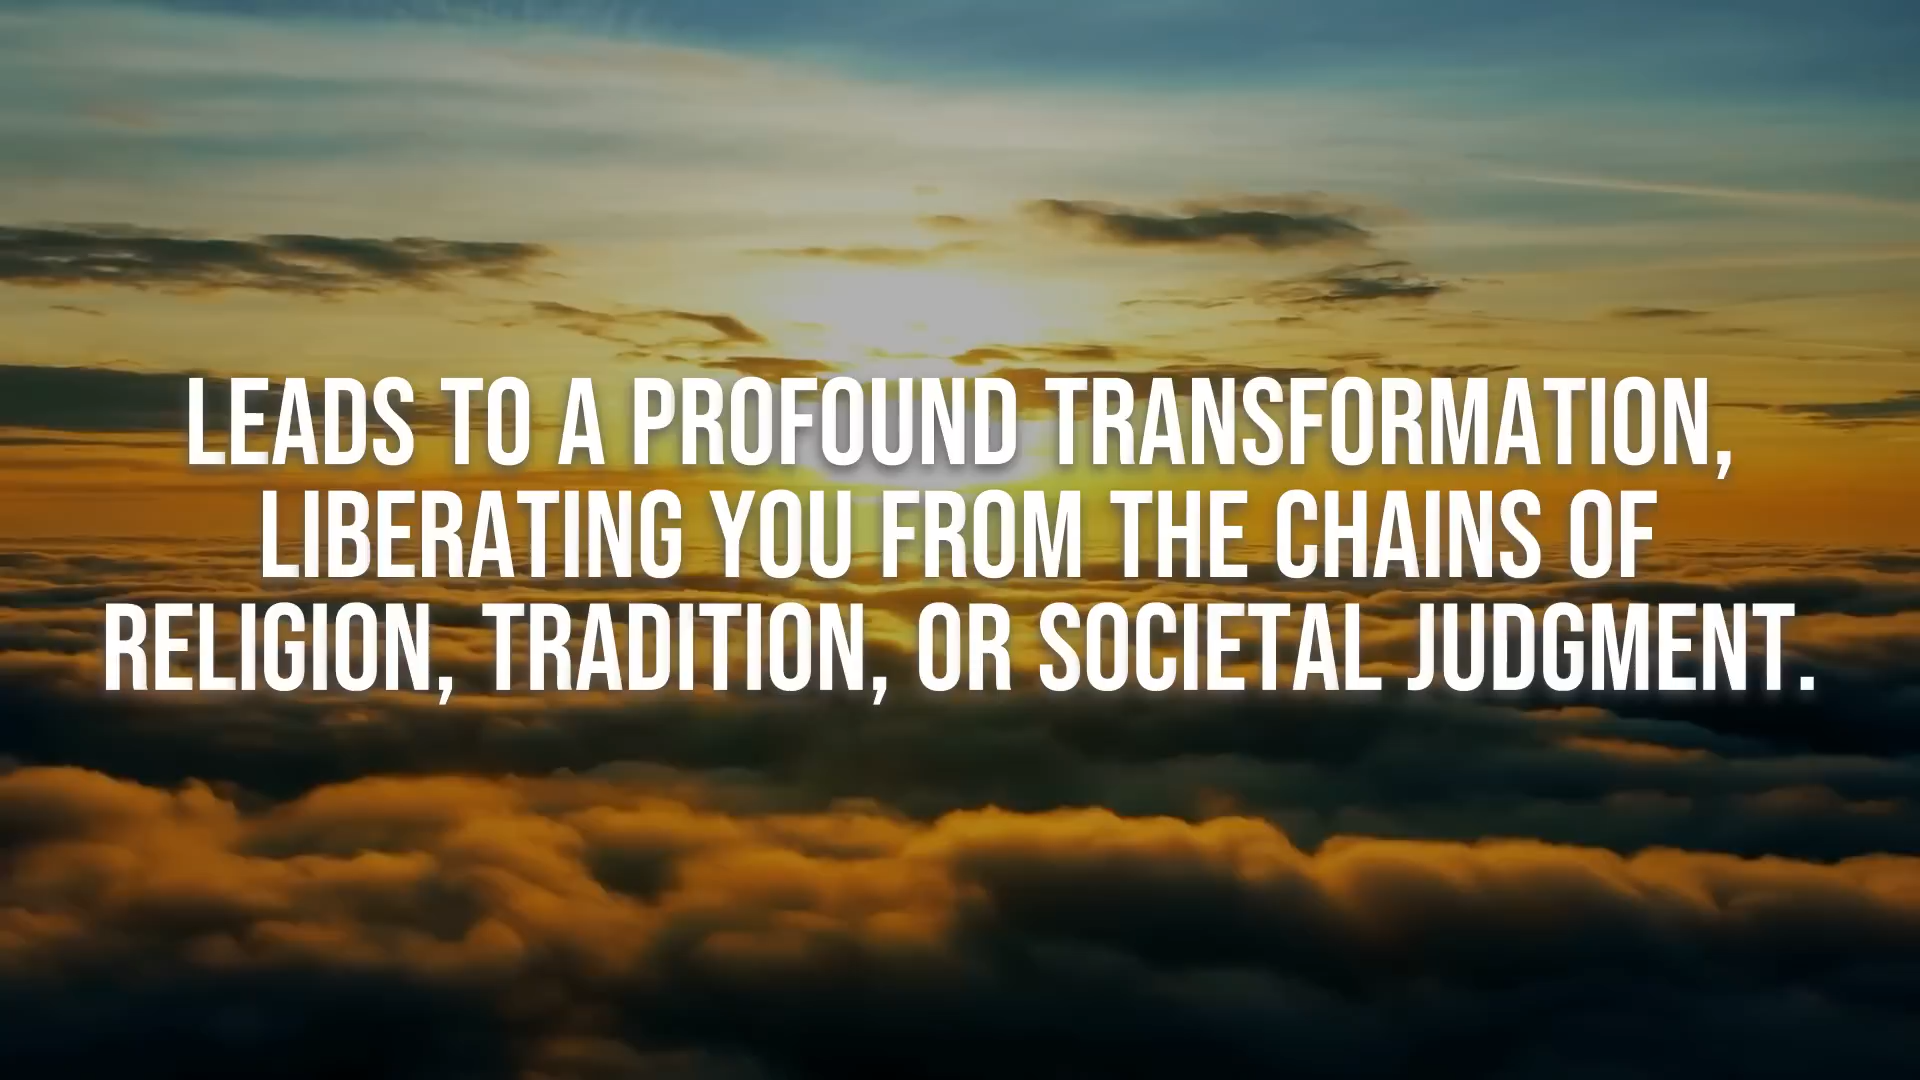 LEADS TO A PROFOUND TRANSFORMATION,
LIBERATING YOU FROM THE CHAINS OF
RELIGION, TRADITION, OR SOCIETAL JUDGMENT.